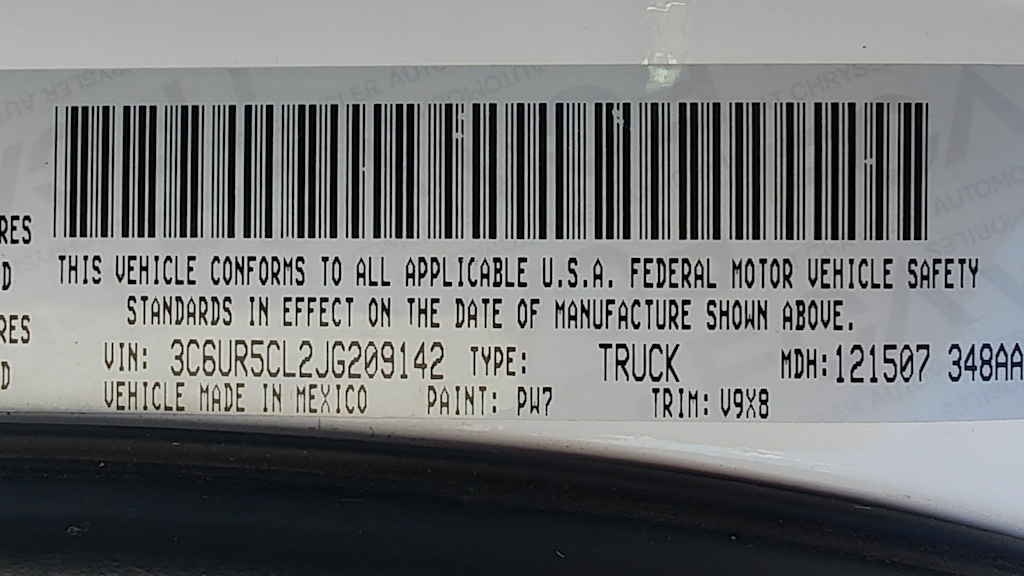 RES
D
THIS VEHICLE CONFORMS TO ALL APPLICABLE U.S.A. FEDERAL MOTOR VEHICLE SAFETY
STANDARDS IN EFFECT ON THE DATE OF MANUFACTURE SHOWN ABOVE.
RES
D
VIN: 3C6UR5CL2JG209142 TYPE: TRUCK MDH:121507 348AA
VEHICLE MADE IN MEXICO PAINT: PW7 TRIM: V9X8